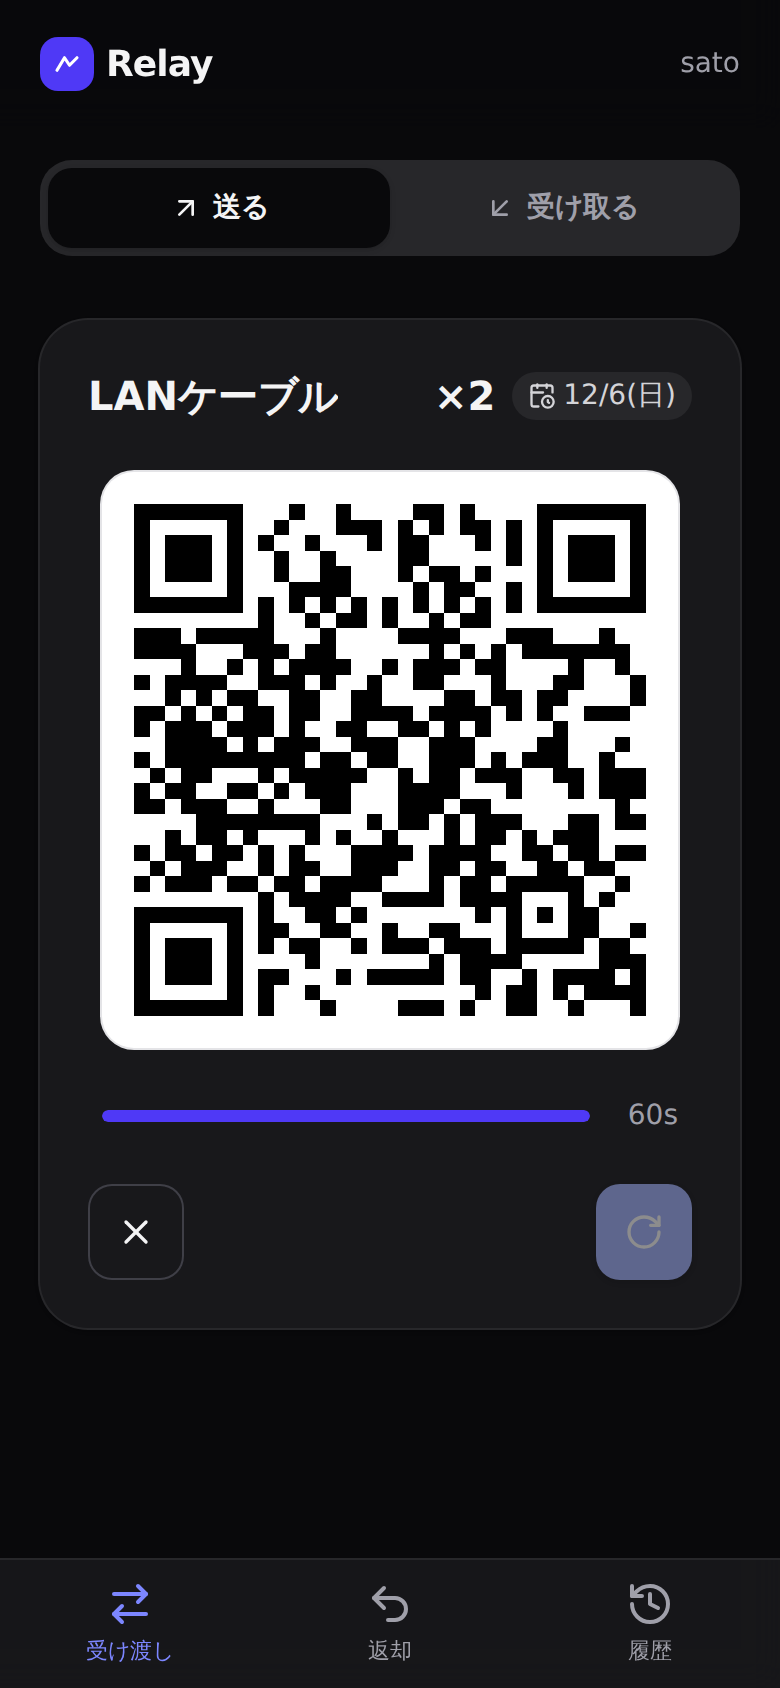 Relay
sato
送る
受け取る
LANケーブル ×2 12/6(日)
60s
受け渡し
返却
履歴